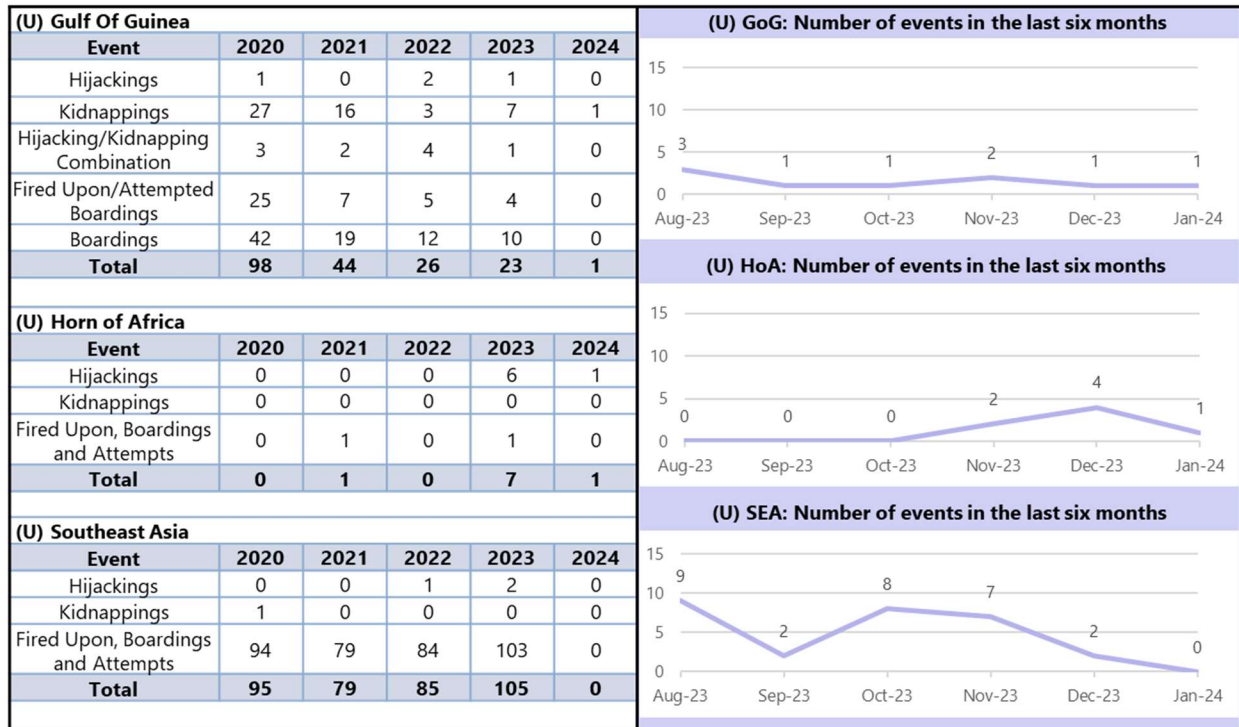 (U) Gulf Of Guinea
Event 2020 2021 2022 2023 2024
Hijackings 1 0 2 1 0
Kidnappings 27 16 3 7 1
Hijacking/Kidnapping
Combination 3 2 4 1 0
Fired Upon/Attempted
Boardings 25 7 5 4 0
Boardings 42 19 12 10 0
Total 98 44 26 23 1
(U) Horn of Africa
Event 2020 2021 2022 2023 2024
Hijackings 0 0 0 6 1
Kidnappings 0 0 0 0 0
Fired Upon, Boardings
and Attempts 0 1 0 1 0
Total 0 1 0 7 1
(U) Southeast Asia
Event 2020 2021 2022 2023 2024
Hijackings 0 0 1 2 0
Kidnappings 1 0 0 0 0
Fired Upon, Boardings
and Attempts 94 79 84 103 0
Total 95 79 85 105 0
(U) GoG: Number of events in the last six months
15
10
5
0
3 1 1 2 1 1
Aug-23 Sep-23 Oct-23 Nov-23 Dec-23 Jan-24
(U) HoA: Number of events in the last six months
15
10
5
0
0 0 0 2 4 1
Aug-23 Sep-23 Oct-23 Nov-23 Dec-23 Jan-24
(U) SEA: Number of events in the last six months
15
10
5
0
9 2 8 7 2 0
Aug-23 Sep-23 Oct-23 Nov-23 Dec-23 Jan-24